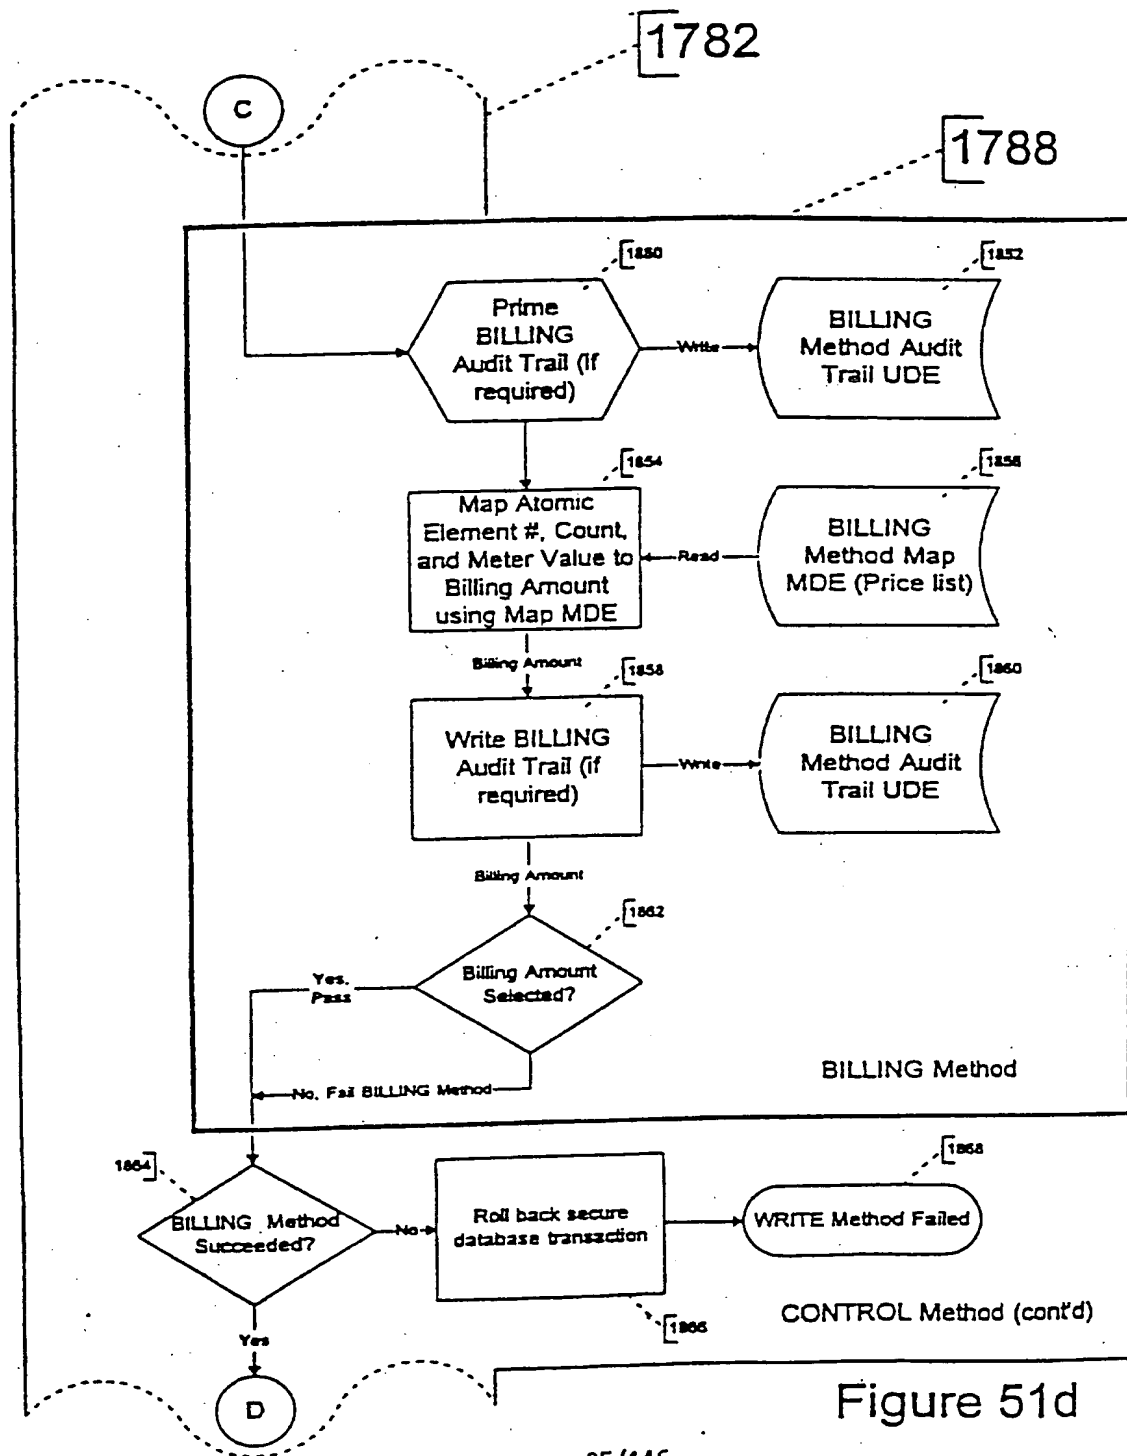 1782
C
1788
1850
Prime
BILLING
Audit Trail (if
required)
Write
1852
BILLING
Method Audit
Trail UDE
1854
Map Atomic
Element #, Count,
and Meter Value to
Billing Amount
using Map MDE
Read
1856
BILLING
Method Map
MDE (Price list)
Billing Amount
1858
Write BILLING
Audit Trail (if
required)
Write
1860
BILLING
Method Audit
Trail UDE
Billing Amount
1862
Billing Amount
Selected?
Yes,
Pass
No, Fail BILLING Method
BILLING Method
1864
BILLING Method
Succeeded?
No
Roll back secure
database transaction
1866
1868
WRITE Method Failed
CONTROL Method (cont'd)
Yes
D
Figure 51d